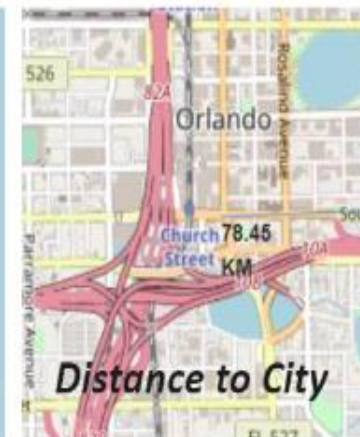 526
82A
Orlando
Rosalind Avenue
Church 78.45
Street KM
10A
10B
Parramore Avenue
Distance to City